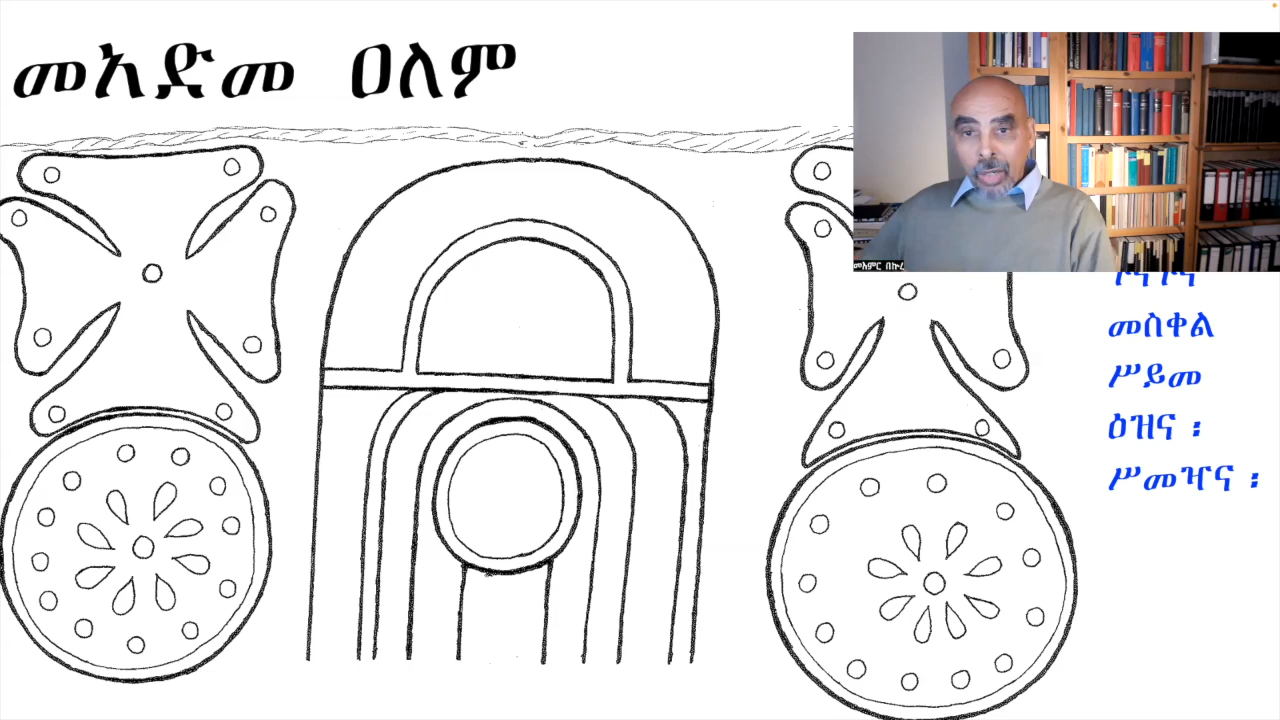 መአድመ ዐለም
መስቀል
ሥይመ
ዕዝና ፥
ሥመዣና ፥